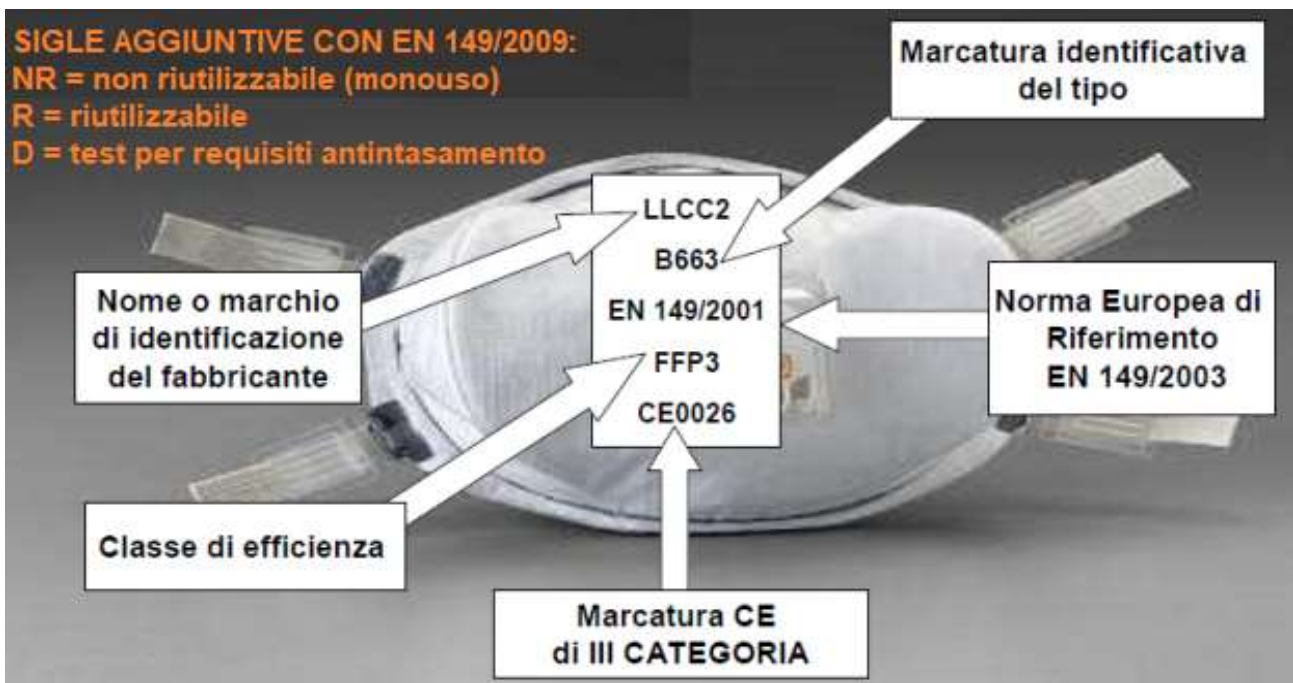 SIGLE AGGIUNTIVE CON EN 149/2009:
NR = non riutilizzabile (monouso)
R = riutilizzabile
D = test per requisiti antintasamento
Marcatura identificativa
del tipo
LLCC2
B663
EN 149/2001
FFP3
CE0026
Nome o marchio
di identificazione
del fabbricante
Norma Europea di
Riferimento
EN 149/2003
Classe di efficienza
Marcatura CE
di III CATEGORIA